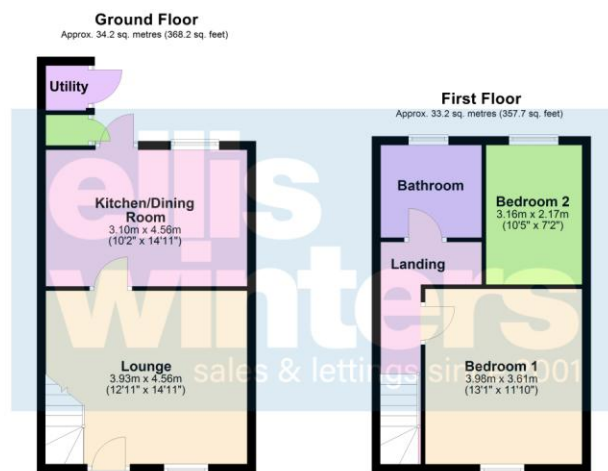 Ground Floor
Approx. 34.2 sq. metres (368.2 sq. feet)
Utility
Kitchen/Dining
Room
3.10m x 4.56m
(10'2" x 14'11")
Lounge
3.93m x 4.56m
(12'11" x 14'11")
First Floor
Approx. 33.2 sq. metres (357.7 sq. feet)
Bathroom
Bedroom 2
3.16m x 2.17m
(10'5" x 7'2")
Landing
Bedroom 1
3.98m x 3.61m
(13'1" x 11'10")
ellis
winters
sales & lettings since 2001